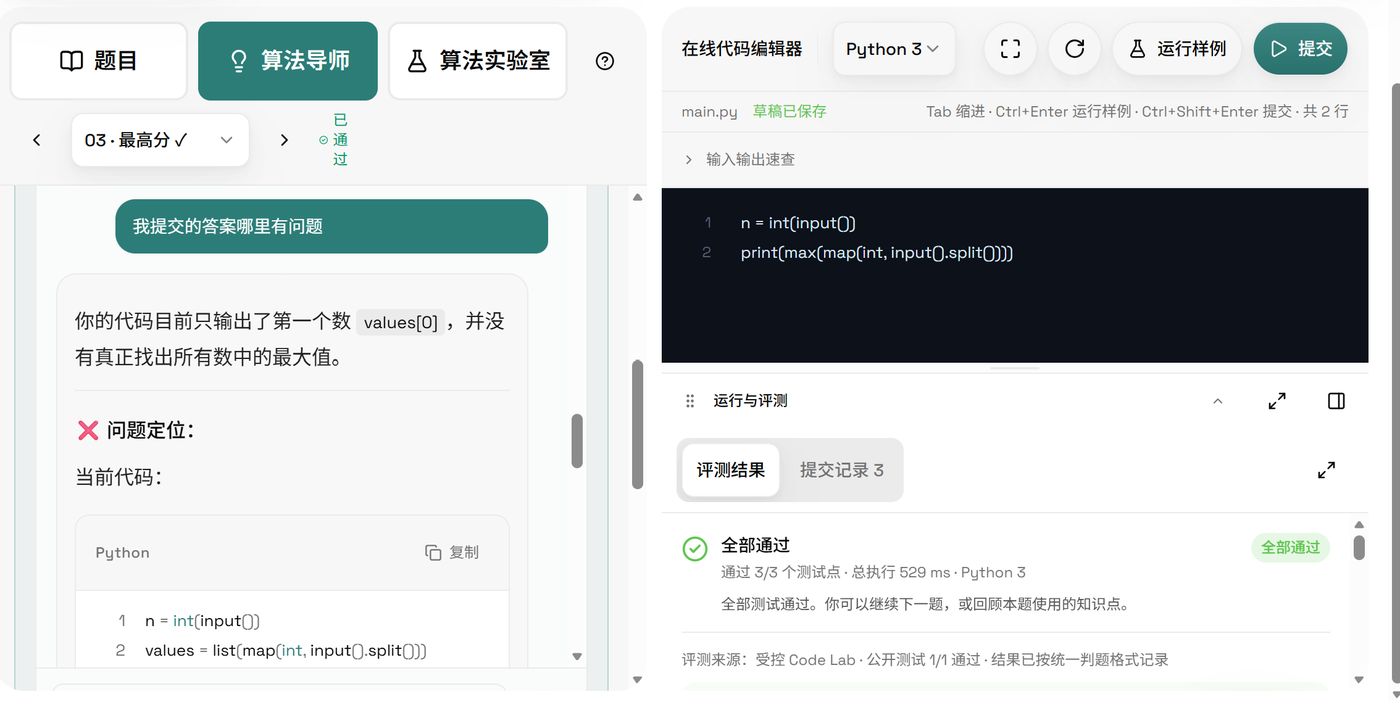 题目
算法导师
算法实验室
03 · 最高分 ✓
已通过
我提交的答案哪里有问题
你的代码目前只输出了第一个数 values[0] ，并没
有真正找出所有数中的最大值。
❌ 问题定位：
当前代码：
Python
复制
1 n = int(input())
2 values = list(map(int, input().split()))
在线代码编辑器
Python 3
运行样例
提交
main.py 草稿已保存
Tab 缩进 · Ctrl+Enter 运行样例 · Ctrl+Shift+Enter 提交 · 共 2 行
输入输出速查
1 n = int(input())
2 print(max(map(int, input().split())))
运行与评测
评测结果
提交记录 3
全部通过
全部通过
通过 3/3 个测试点 · 总执行 529 ms · Python 3
全部测试通过。你可以继续下一题，或回顾本题使用的知识点。
评测来源：受控 Code Lab · 公开测试 1/1 通过 · 结果已按统一判题格式记录